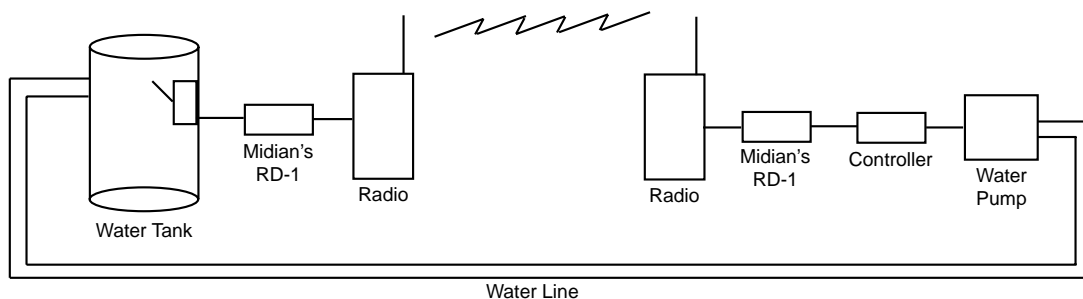 Water Tank
Midian's
RD-1
Radio
Radio
Midian's
RD-1
Controller
Water
Pump
Water Line